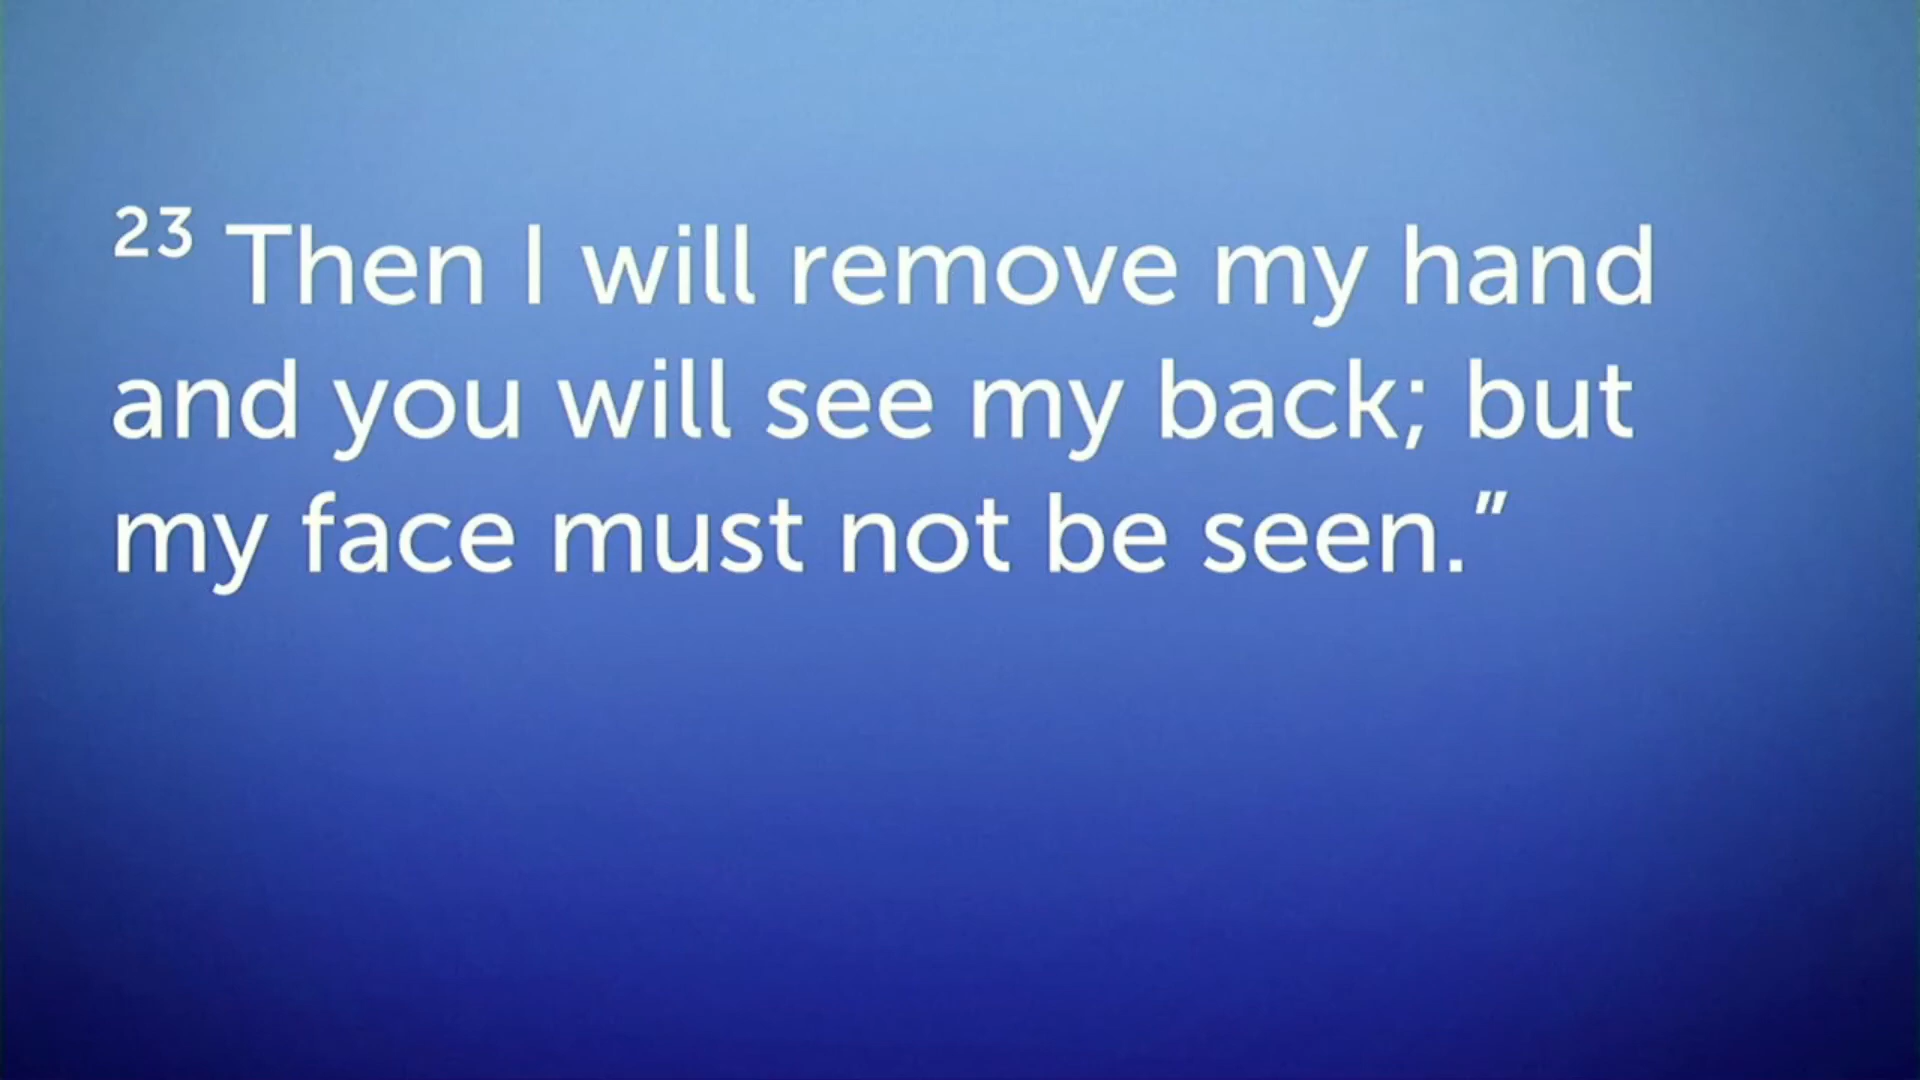 23 Then I will remove my hand
and you will see my back; but
my face must not be seen.”